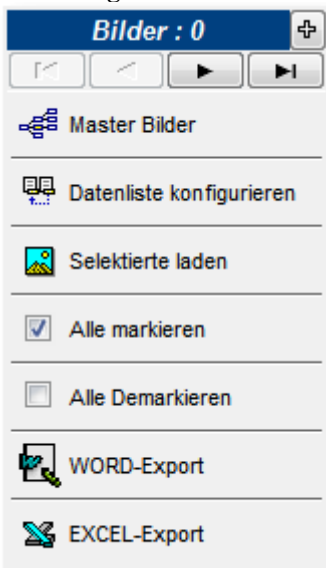 Bilder : 0
Master Bilder
Datenliste konfigurieren
Selektierte laden
Alle markieren
Alle Demarkieren
WORD-Export
EXCEL-Export